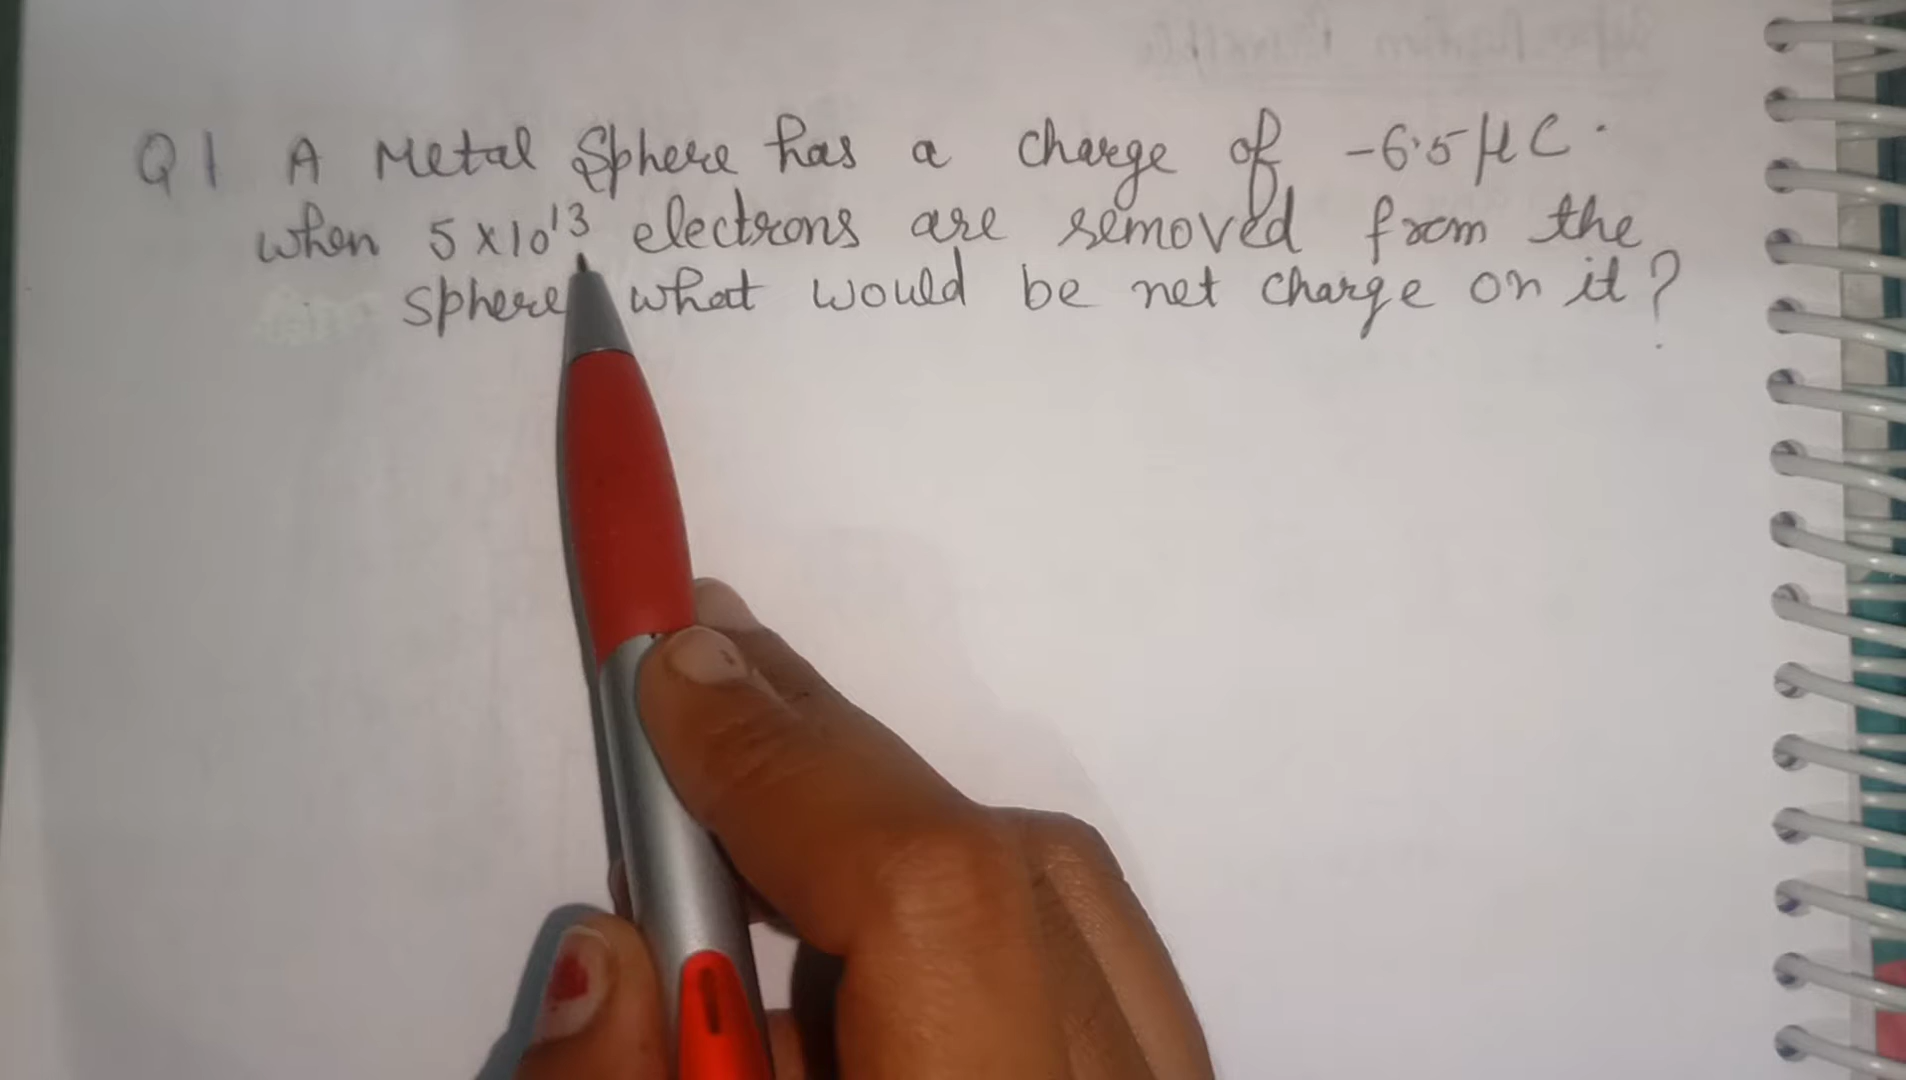 Q1 A Metal Sphere has a charge of -6.5 μC.
when 5 x 10¹³ electrons are removed from the
sphere what would be net charge on it?